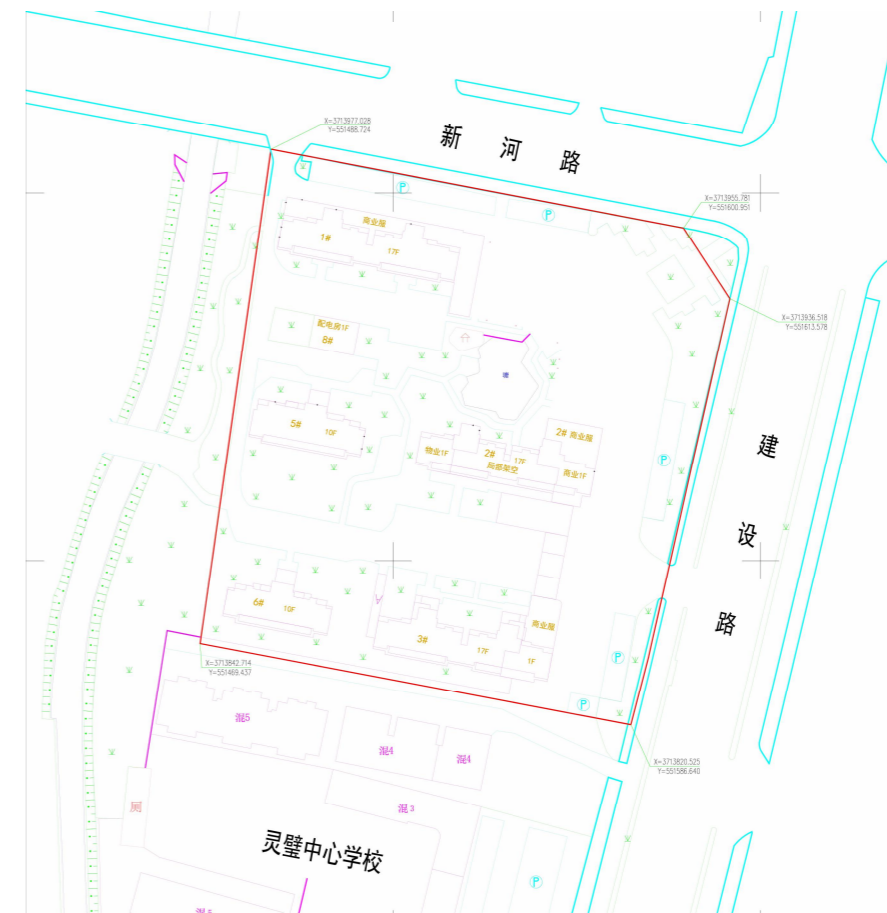 X=3713977.028
Y=551488.724
新河路
P
P
X=3713955.781
Y=551600.951
商业服
1#
17F
X=3713936.518
Y=551613.578
配电房1F
8#
塘
5#
10F
2# 商业服
物业1F
2#
17F
局部架空
商业1F
P
建设路
6#
10F
3#
17F
1F
商业服
P
P
X=3713842.714
Y=551469.437
X=3713820.525
Y=551586.640
混5
混4
混4
混3
厕
灵璧中心学校
P
混5